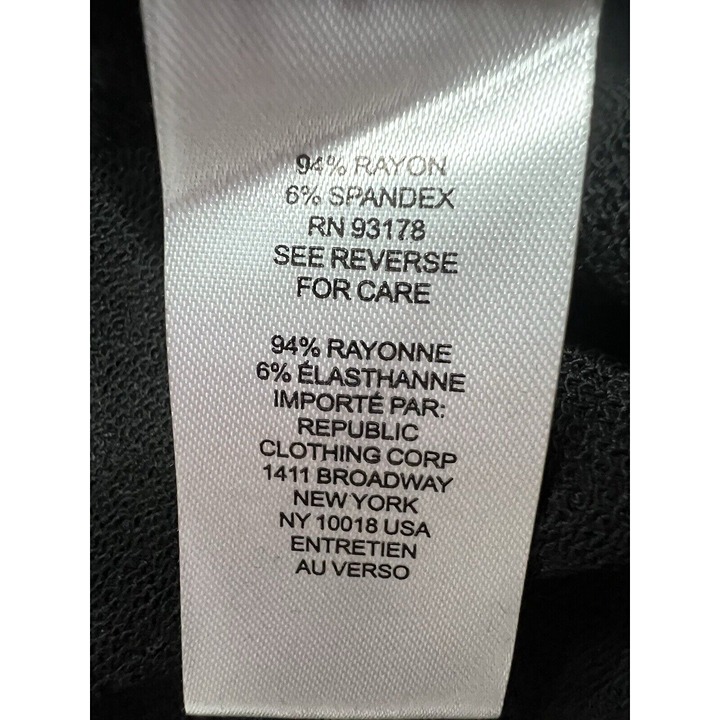 94% RAYON
6% SPANDEX
RN 93178
SEE REVERSE
FOR CARE
94% RAYONNE
6% ÉLASTHANNE
IMPORTÉ PAR:
REPUBLIC
CLOTHING CORP
1411 BROADWAY
NEW YORK
NY 10018 USA
ENTRETIEN
AU VERSO